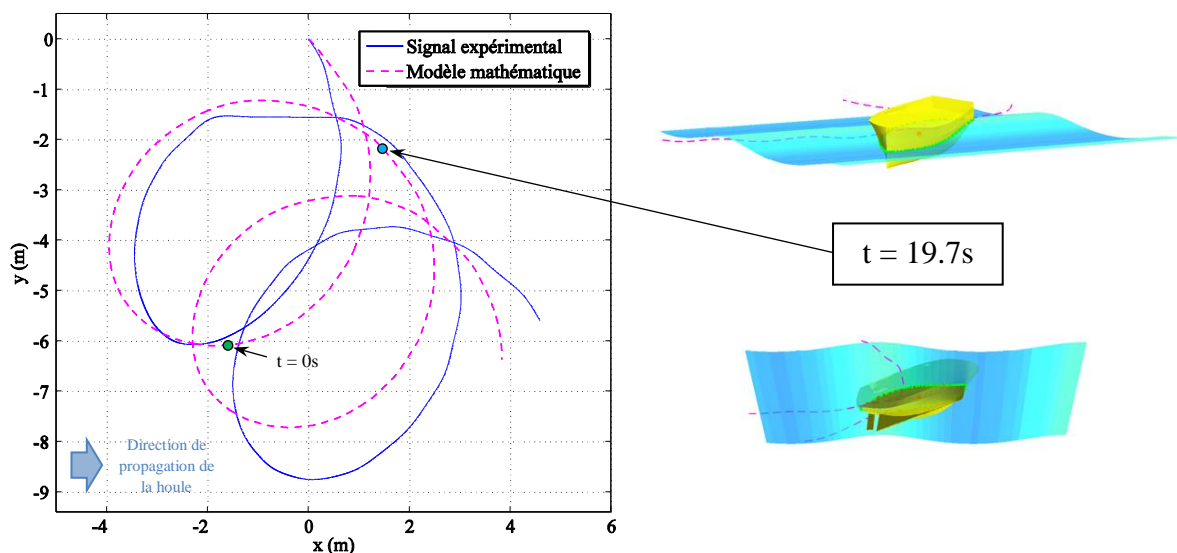 Signal expérimental
Modèle mathématique
0
-1
-2
-3
-4
-5
-6
-7
-8
-9
y (m)
t = 0s
t = 19.7s
Direction de
propagation de
la houle
-4
-2
0
2
4
6
x (m)